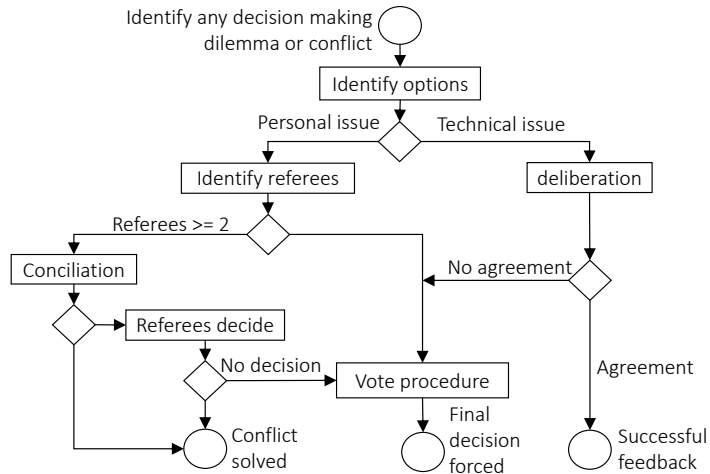 Identify any decision making
dilemma or conflict
Identify options
Personal issue
Technical issue
Identify referees
deliberation
Referees >= 2
Conciliation
No agreement
Referees decide
No decision
Vote procedure
Agreement
Conflict
solved
Final
decision
forced
Successful
feedback